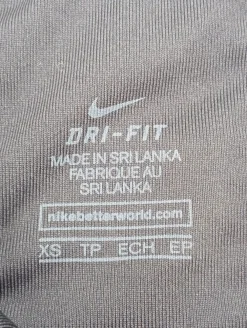 DRI-FIT
MADE IN SRI LANKA
FABRIQUÉ AU
SRI LANKA
nikebetterworld.com
XS TP ECH EP